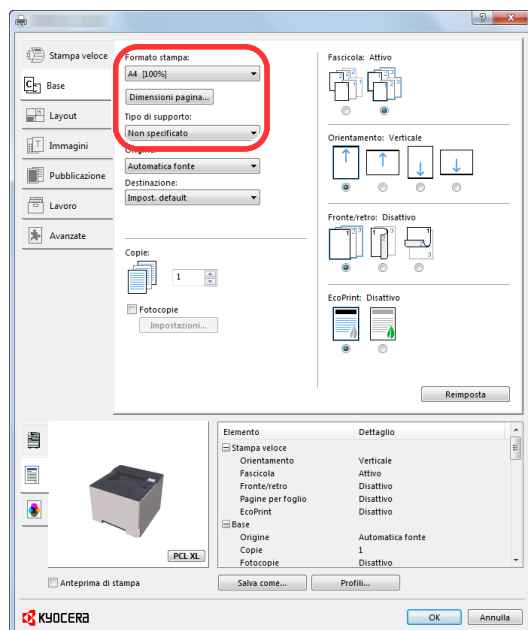 Stampa veloce
Base
Layout
Immagini
Pubblicazione
Lavoro
Avanzate
Formato stampa:
A4 [100%]
Dimensioni pagina...
Tipo di supporto:
Non specificato
Automatica fonte
Destinazione:
Impost. default
Copie:
1
Fotocopie
Impostazioni...
Fascicola: Attivo
Orientamento: Verticale
Fronte/retro: Disattivo
EcoPrint: Disattivo
Reimposta
PCL XL
Anteprima di stampa
Elemento Dettaglio
Stampa veloce
Orientamento Verticale
Fascicola Attivo
Fronte/retro Disattivo
Pagine per foglio Disattivo
EcoPrint Disattivo
Base
Origine Automatica fonte
Copie 1
Fotocopie Disattivo
Salva come... Profili...
KYOCERA
OK Annulla